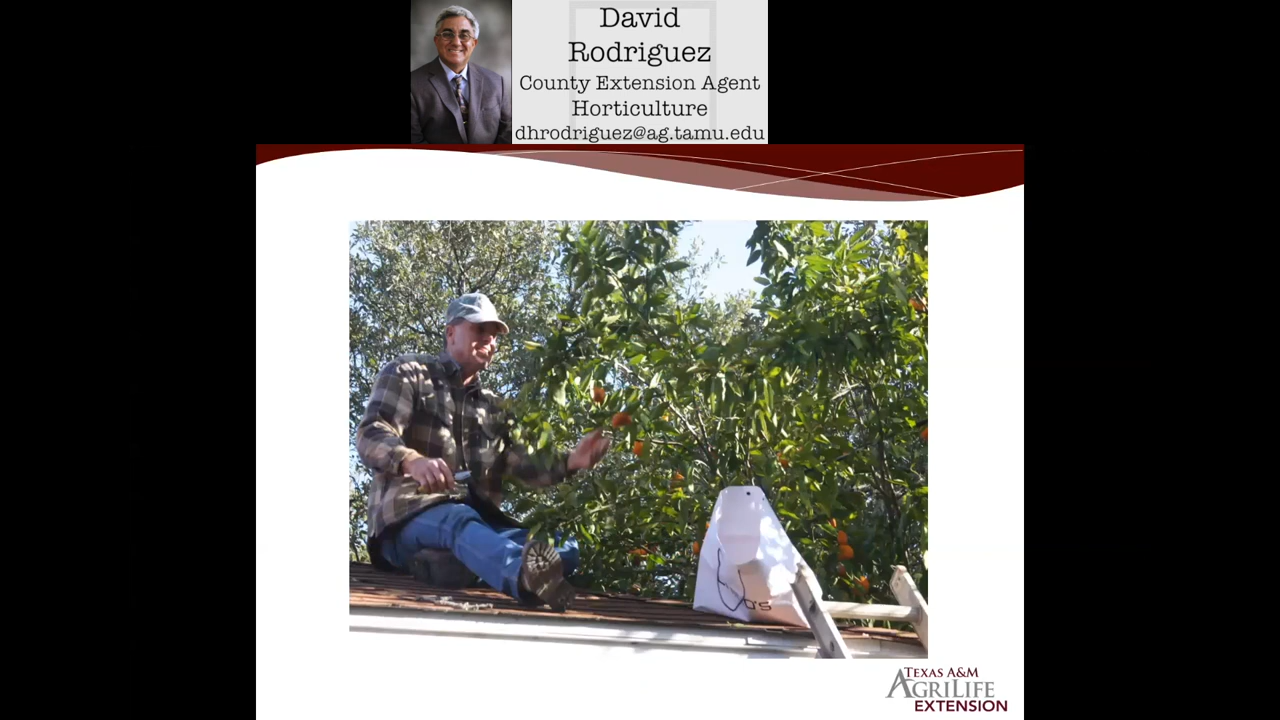 David
Rodriguez
County Extension Agent
Horticulture
dhrodriguez@ag.tamu.edu
TEXAS A&M
AGRILIFE
EXTENSION